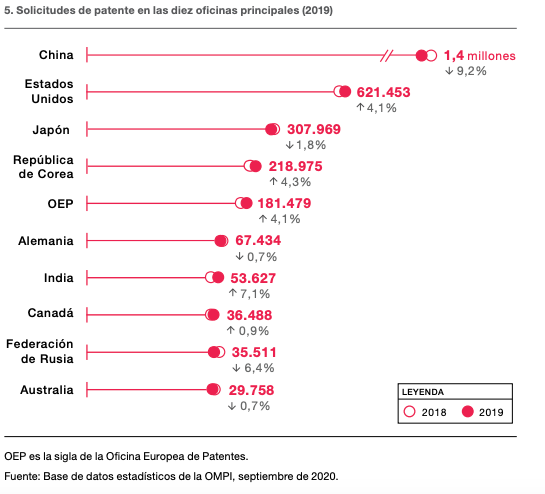 5. Solicitudes de patente en las diez oficinas principales (2019)
China
1,4 millones
↓ 9,2%
Estados
Unidos
621.453
↑ 4,1%
Japón
307.969
↓ 1,8%
República
de Corea
218.975
↑ 4,3%
OEP
181.479
↑ 4,1%
Alemania
67.434
↓ 0,7%
India
53.627
↑ 7,1%
Canadá
36.488
↑ 0,9%
Federación
de Rusia
35.511
↓ 6,4%
Australia
29.758
↓ 0,7%
LEYENDA
2018
2019
OEP es la sigla de la Oficina Europea de Patentes.
Fuente: Base de datos estadísticos de la OMPI, septiembre de 2020.